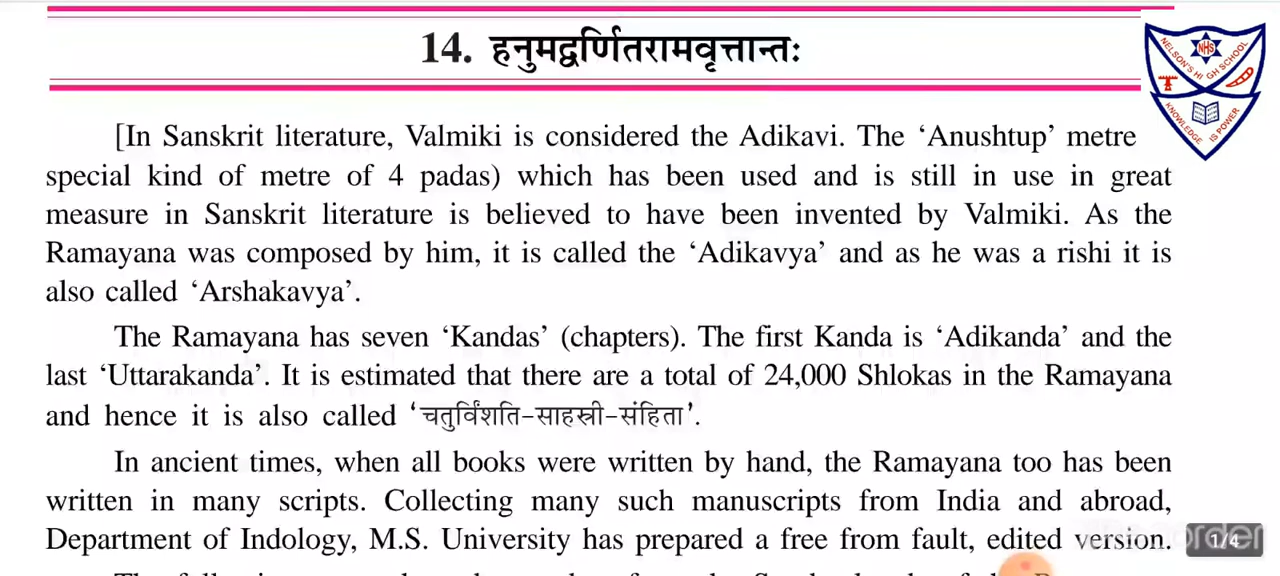 14. हनुमद्वर्णितरामवृत्तान्तः
NELSON'S HIGH SCHOOL
NHS
KNOWLEDGE IS POWER
[In Sanskrit literature, Valmiki is considered the Adikavi. The ‘Anushtup’ metre
special kind of metre of 4 padas) which has been used and is still in use in great
measure in Sanskrit literature is believed to have been invented by Valmiki. As the
Ramayana was composed by him, it is called the ‘Adikavya’ and as he was a rishi it is
also called ‘Arshakavya’.
The Ramayana has seven ‘Kandas’ (chapters). The first Kanda is ‘Adikanda’ and the
last ‘Uttarakanda’. It is estimated that there are a total of 24,000 Shlokas in the Ramayana
and hence it is also called ‘चतुर्विंशति-साहस्त्री-संहिता’.
In ancient times, when all books were written by hand, the Ramayana too has been
written in many scripts. Collecting many such manuscripts from India and abroad,
Department of Indology, M.S. University has prepared a free from fault, edited version.
1/4